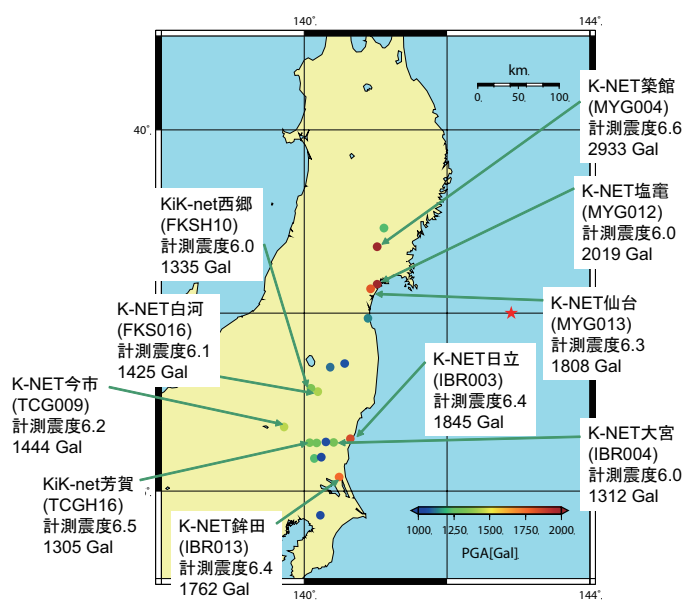 140°.
144°.
km.
0.
50.
100.
40°.
K-NET築館
(MYG004)
計測震度6.6
2933 Gal
K-NET塩竈
(MYG012)
計測震度6.0
2019 Gal
KiK-net西郷
(FKSH10)
計測震度6.0
1335 Gal
K-NET仙台
(MYG013)
計測震度6.3
1808 Gal
K-NET白河
(FKS016)
計測震度6.1
1425 Gal
K-NET日立
(IBR003)
計測震度6.4
1845 Gal
K-NET今市
(TCG009)
計測震度6.2
1444 Gal
K-NET大宮
(IBR004)
計測震度6.0
1312 Gal
KiK-net芳賀
(TCGH16)
計測震度6.5
1305 Gal
K-NET鉾田
(IBR013)
計測震度6.4
1762 Gal
1000.
1250.
1500.
1750.
2000.
PGA[Gal].
140°.
144°.